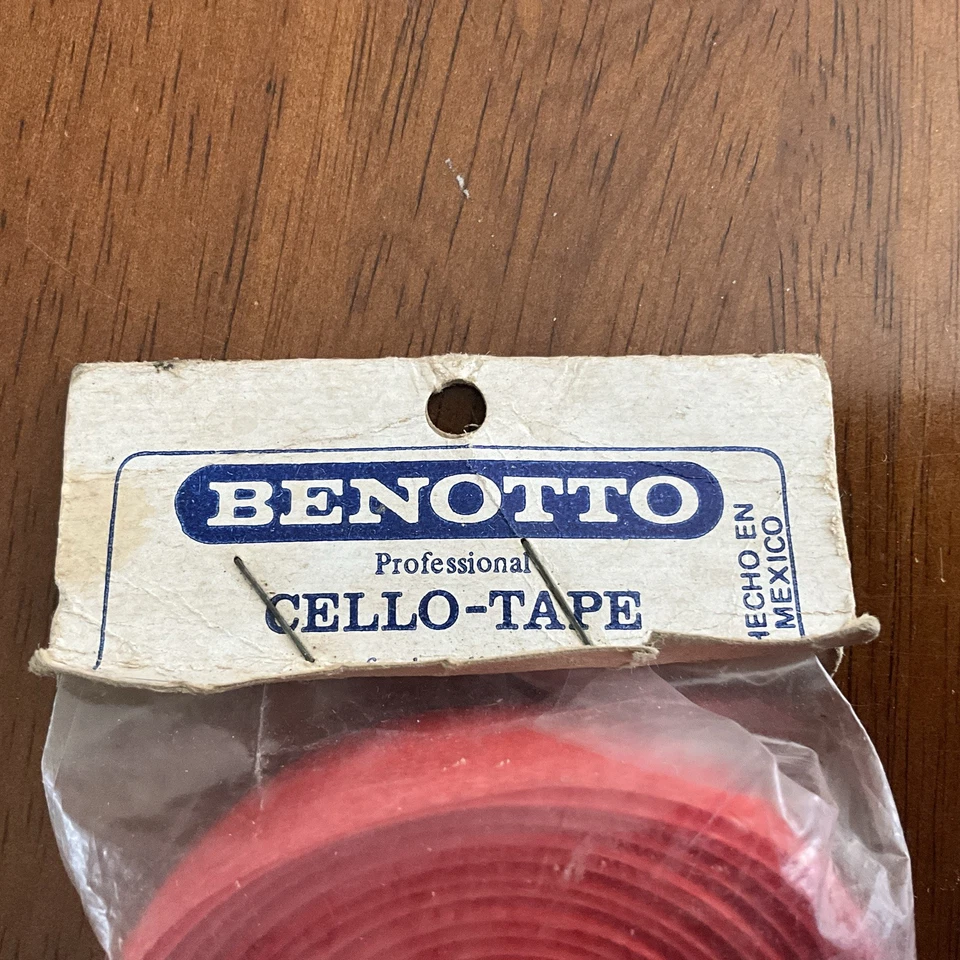 BENOTTO
Professional
CELLO-TAPE
HECHO EN
MEXICO